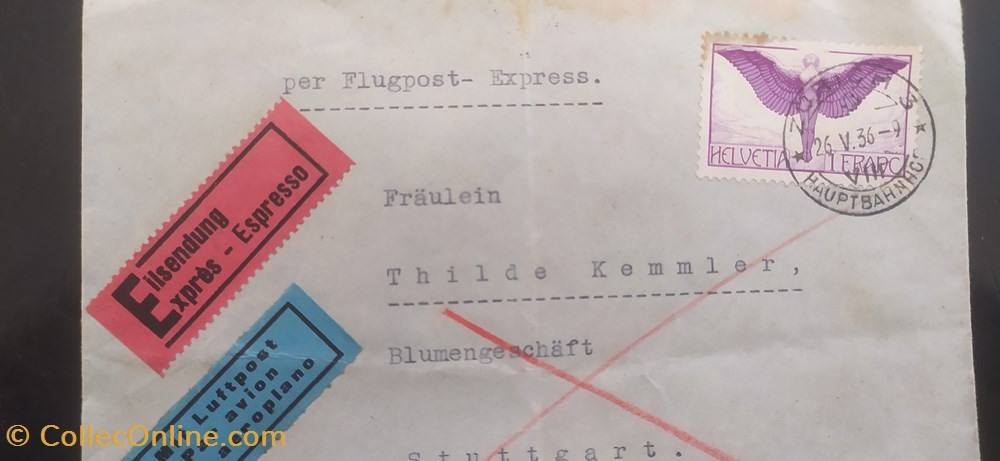 per Flugpost- Express.
HELVETIA 1 FRANC
26.V.36-9
VIII
HAUPTBAHNHOF
Eilsendung
Exprès - Espresso
Fräulein
Thilde Kemmler,
Blumengeschäft
Stuttgart.
Luftpost
Par avion
aeroplano
© CollecOnline.com